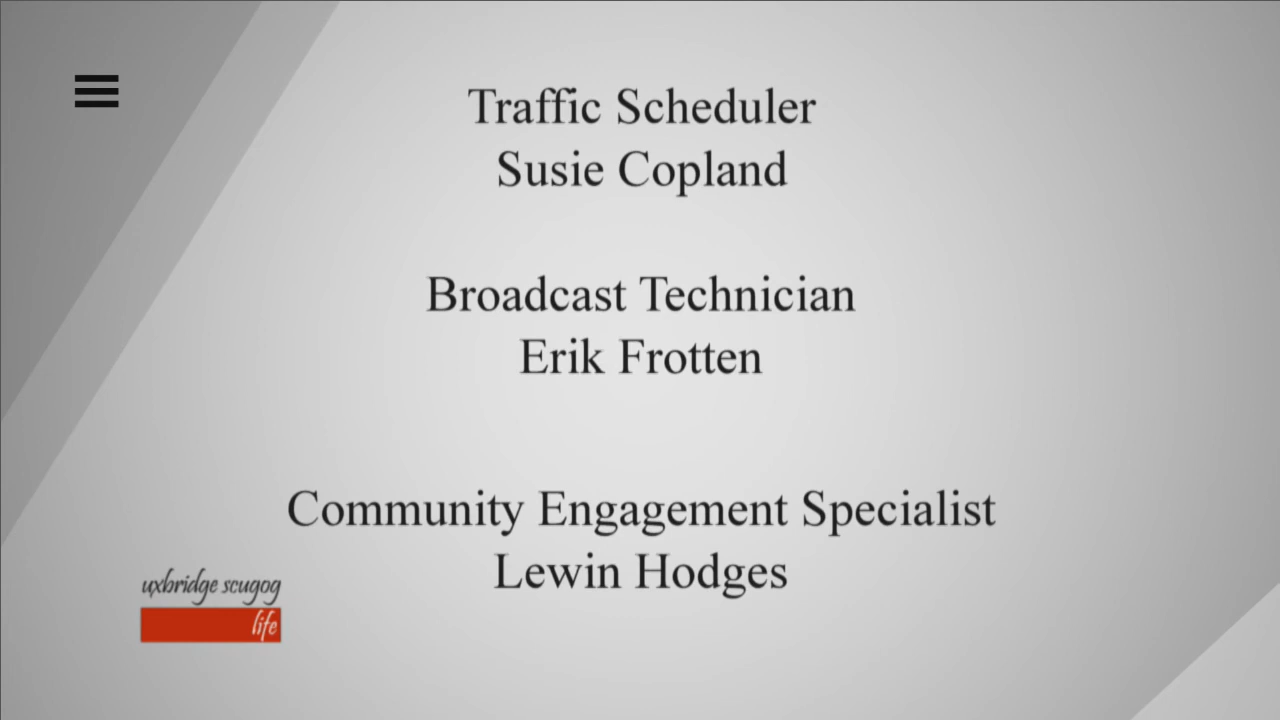 Traffic Scheduler
Susie Copland
Broadcast Technician
Erik Frotten
Community Engagement Specialist
Lewin Hodges
uxbridge scugog
life